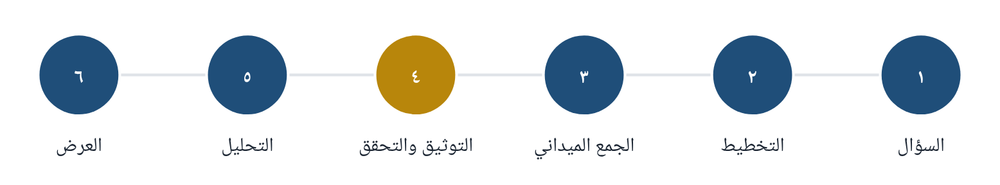 ١ ٢ ٣ ٤ ٥ ٦
السؤال التخطيط الجمع الميداني التوثيق والتحقق التحليل العرض